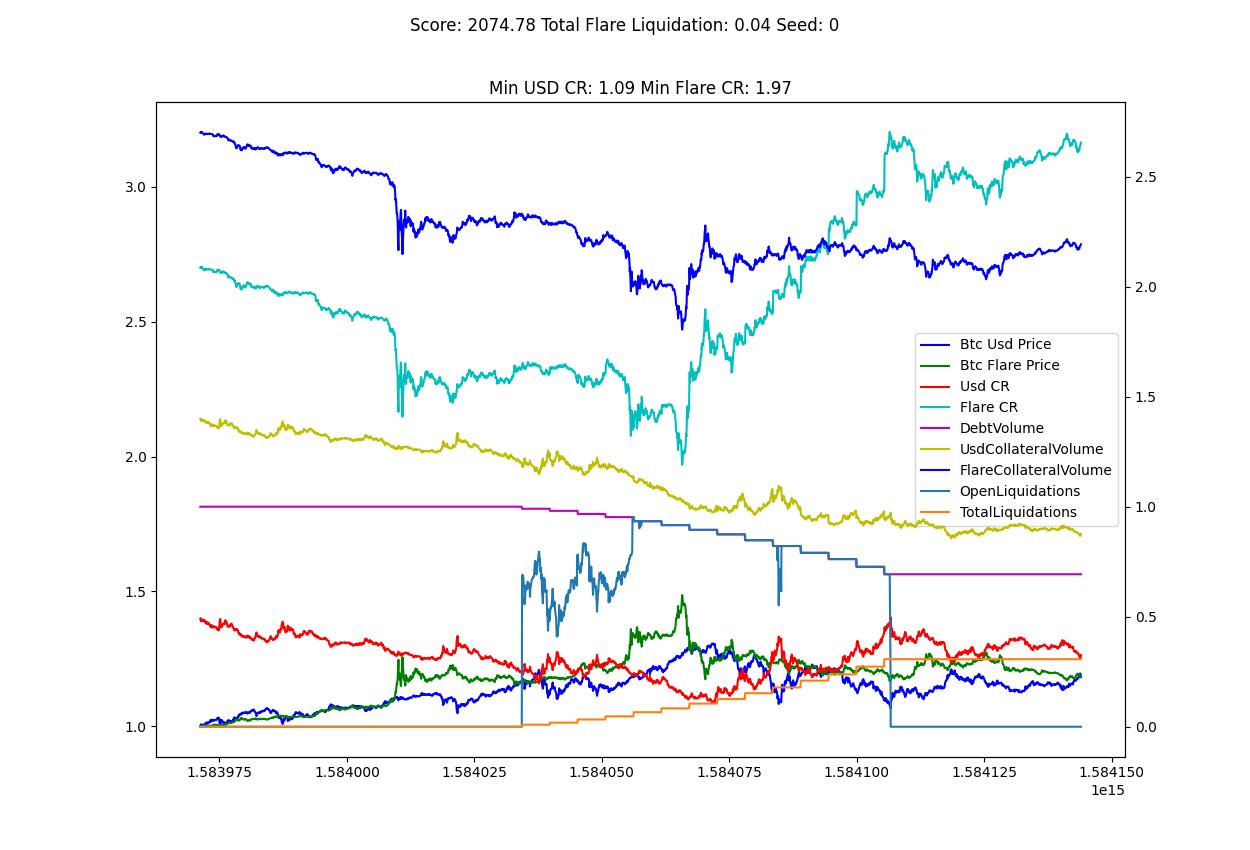 Score: 2074.78 Total Flare Liquidation: 0.04 Seed: 0
Min USD CR: 1.09 Min Flare CR: 1.97
3.0
2.5
2.0
1.5
1.0
2.5
2.0
1.5
1.0
0.5
0.0
Btc Usd Price
Btc Flare Price
Usd CR
Flare CR
DebtVolume
UsdCollateralVolume
FlareCollateralVolume
OpenLiquidations
TotalLiquidations
1.583975 1.584000 1.584025 1.584050 1.584075 1.584100 1.584125 1.584150
1e15